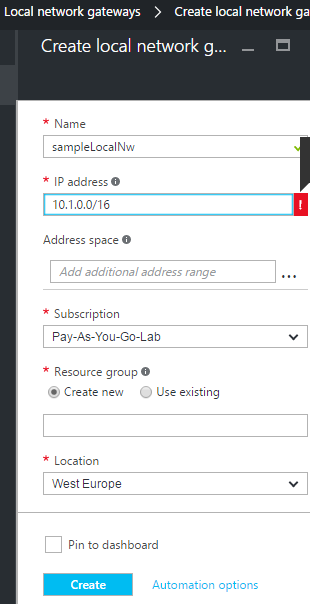 Local network gateways > Create local network ga
Create local network g...
* Name
sampleLocalNw
* IP address
10.1.0.0/16
!
Address space
Add additional address range
...
* Subscription
Pay-As-You-Go-Lab
* Resource group
Create new Use existing
* Location
West Europe
Pin to dashboard
Create Automation options